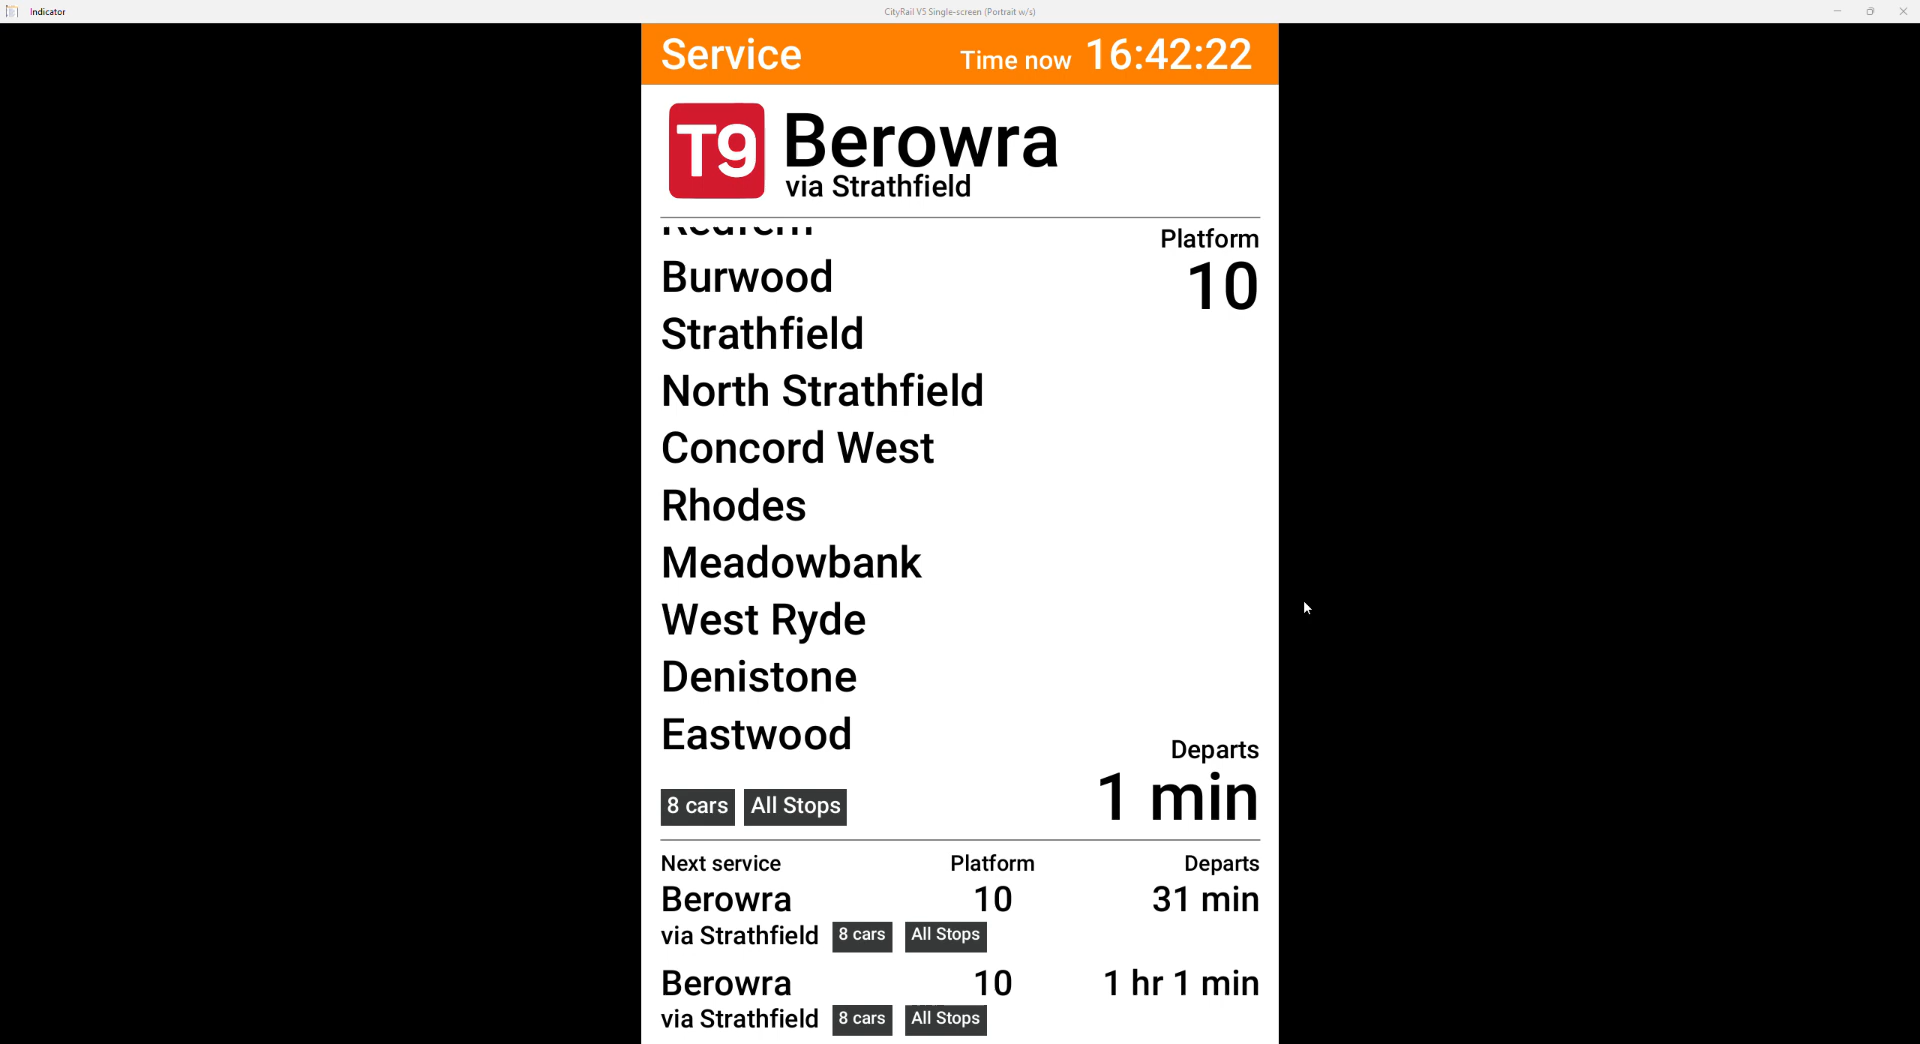 Indicator
CityRail V5 Single-screen (Portrait w/s)
Service
Time now 16:42:22
T9 Berowra
via Strathfield
Redfern
Platform
10
Burwood
Strathfield
North Strathfield
Concord West
Rhodes
Meadowbank
West Ryde
Denistone
Eastwood
Departs
1 min
8 cars All Stops
Next service Platform Departs
Berowra 10 31 min
via Strathfield 8 cars All Stops
Berowra 10 1 hr 1 min
via Strathfield 8 cars All Stops